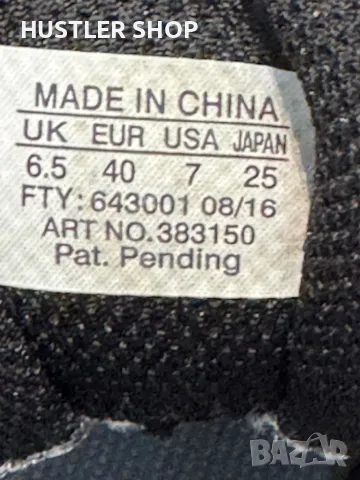 HUSTLER SHOP
MADE IN CHINA
UK EUR USA JAPAN
6.5 40 7 25
FTY: 643001 08/16
ART NO.383150
Pat. Pending
BAZAR